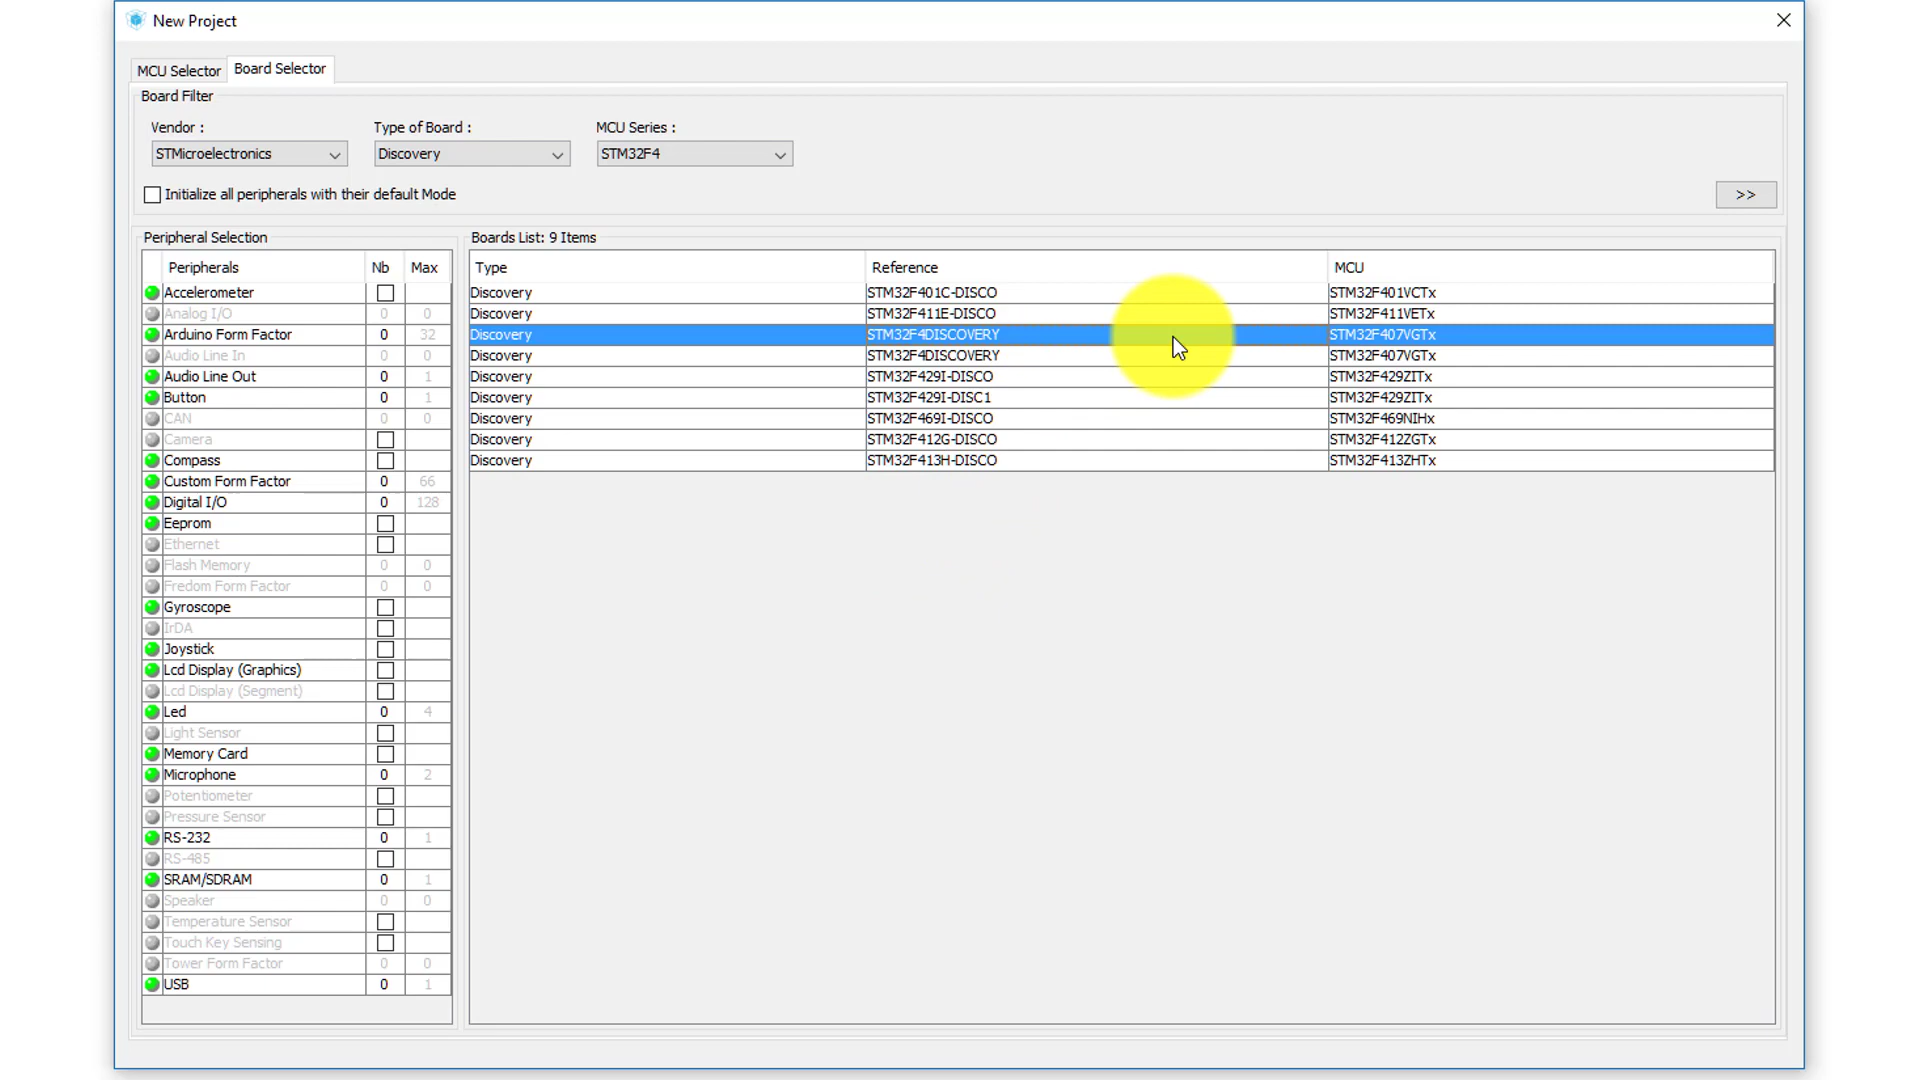 New Project
MCU Selector Board Selector
Board Filter
Vendor : Type of Board : MCU Series :
STMicroelectronics Discovery STM32F4
Initialize all peripherals with their default Mode >>
Peripheral Selection Boards List: 9 Items
Peripherals Nb Max Type Reference MCU
Accelerometer Discovery STM32F401C-DISCO STM32F401VCTx
Analog I/O 0 0 Discovery STM32F411E-DISCO STM32F411VETx
Arduino Form Factor 0 32 Discovery STM32F4DISCOVERY STM32F407VGTx
Audio Line In 0 0 Discovery STM32F4DISCOVERY STM32F407VGTx
Audio Line Out 0 1 Discovery STM32F429I-DISCO STM32F429ZITx
Button 0 1 Discovery STM32F429I-DISC1 STM32F429ZITx
CAN 0 0 Discovery STM32F469I-DISCO STM32F469NIHx
Camera Discovery STM32F412G-DISCO STM32F412ZGTx
Compass Discovery STM32F413H-DISCO STM32F413ZHTx
Custom Form Factor 0 66
Digital I/O 0 128
Eeprom
Ethernet
Flash Memory 0 0
Fredom Form Factor 0 0
Gyroscope
IrDA
Joystick
Lcd Display (Graphics)
Lcd Display (Segment)
Led 0 4
Light Sensor
Memory Card
Microphone 0 2
Potentiometer
Pressure Sensor
RS-232 0 1
RS-485
SRAM/SDRAM 0 1
Speaker 0 0
Temperature Sensor
Touch Key Sensing
Tower Form Factor 0 0
USB 0 1